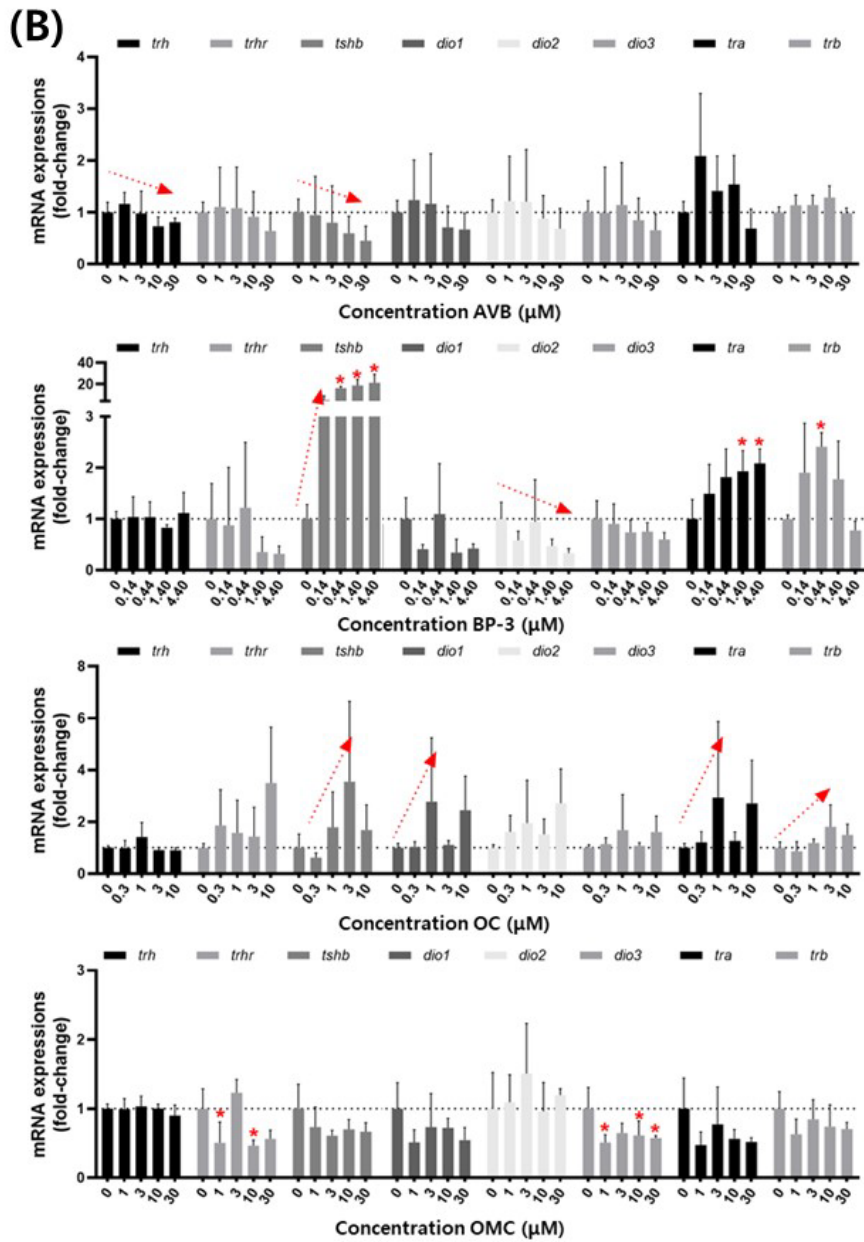 (B)
trh trhr tshb dio1 dio2 dio3 tra trb
mRNA expressions
(fold-change)
4
3
2
1
0
0 1 3 10 30 0 1 3 10 30 0 1 3 10 30 0 1 3 10 30 0 1 3 10 30 0 1 3 10 30 0 1 3 10 30 0 1 3 10 30
Concentration AVB (μM)
trh trhr tshb dio1 dio2 dio3 tra trb
mRNA expressions
(fold-change)
40
20
3
2
1
0
* * * * * *
0 0.14 0.44 1.40 4.40 0 0.14 0.44 1.40 4.40 0 0.14 0.44 1.40 4.40 0 0.14 0.44 1.40 4.40 0 0.14 0.44 1.40 4.40 0 0.14 0.44 1.40 4.40 0 0.14 0.44 1.40 4.40 0 0.14 0.44 1.40 4.40
Concentration BP-3 (μM)
trh trhr tshb dio1 dio2 dio3 tra trb
mRNA expressions
(fold-change)
8
6
4
2
0
0 0.3 1 3 10 0 0.3 1 3 10 0 0.3 1 3 10 0 0.3 1 3 10 0 0.3 1 3 10 0 0.3 1 3 10 0 0.3 1 3 10 0 0.3 1 3 10
Concentration OC (μM)
trh trhr tshb dio1 dio2 dio3 tra trb
mRNA expressions
(fold-change)
3
2
1
0
* * * * *
0 1 3 10 30 0 1 3 10 30 0 1 3 10 30 0 1 3 10 30 0 1 3 10 30 0 1 3 10 30 0 1 3 10 30 0 1 3 10 30
Concentration OMC (μM)